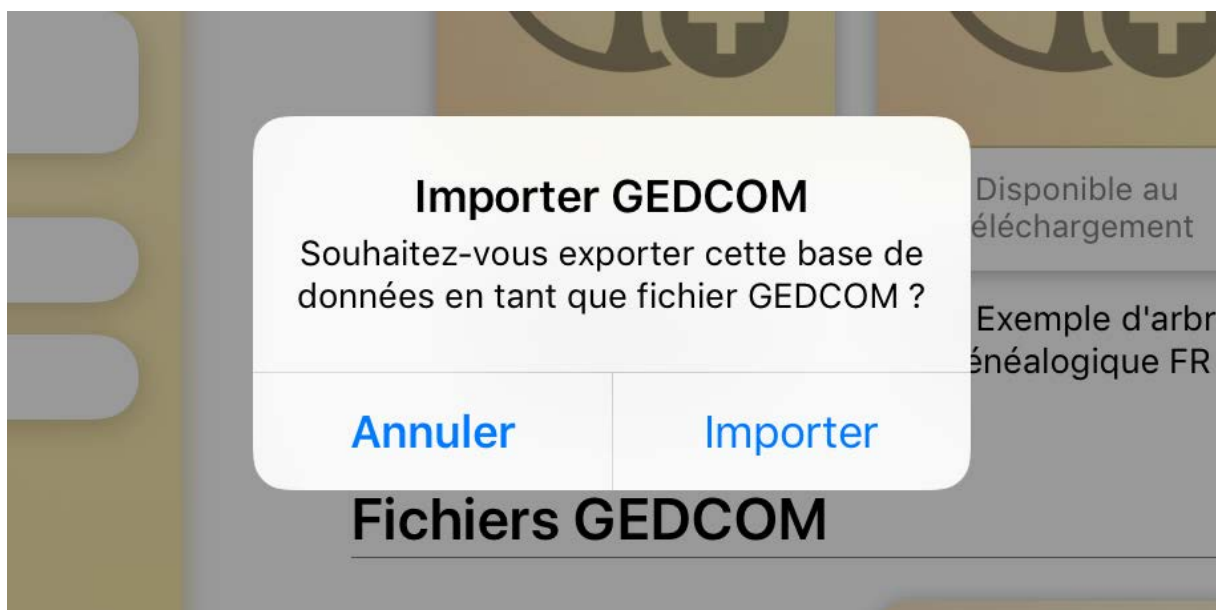 Importer GEDCOM
Souhaitez-vous exporter cette base de
données en tant que fichier GEDCOM ?
Annuler
Importer
Disponible au
éléchargement
Exemple d'arbr
énéalogique FR
Fichiers GEDCOM